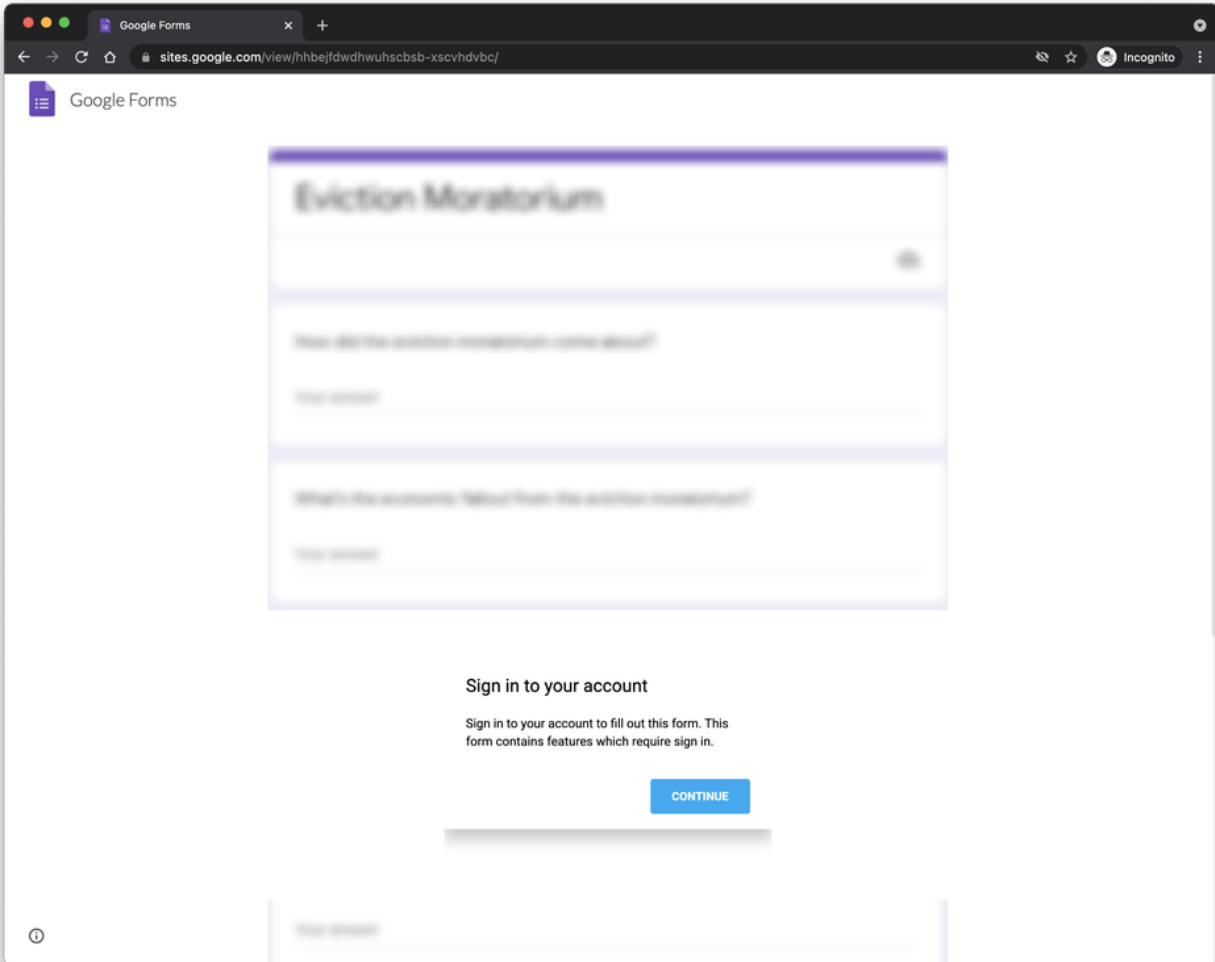 Google Forms
sites.google.com/view/hhbejfdwdhwuhscbsb-xscvhdvbc/
Incognito
Google Forms
Eviction Moratorium
How did the eviction moratorium come about?
Your answer
What's the economic fallout from the eviction moratorium?
Your answer
Sign in to your account
Sign in to your account to fill out this form. This
form contains features which require sign in.
CONTINUE
Your answer